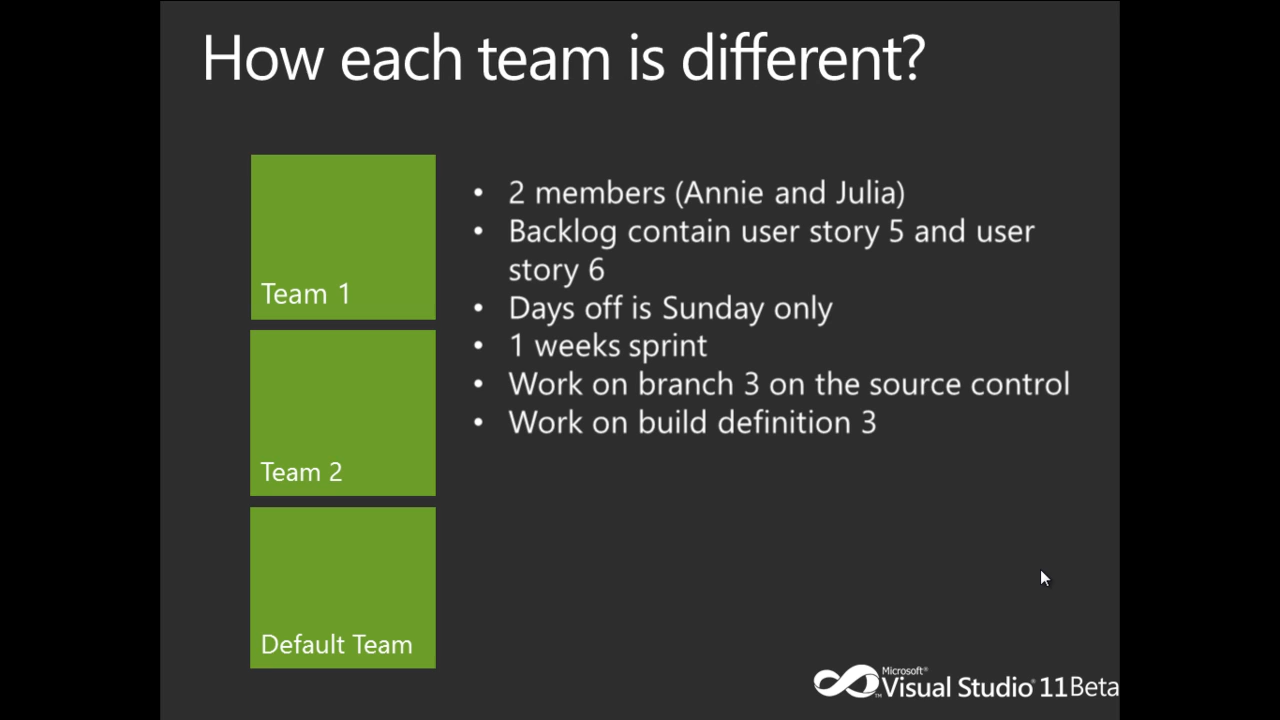 How each team is different?
Team 1
Team 2
Default Team
• 2 members (Annie and Julia)
• Backlog contain user story 5 and user
story 6
• Days off is Sunday only
• 1 weeks sprint
• Work on branch 3 on the source control
• Work on build definition 3
Microsoft®
Visual Studio® 11 Beta